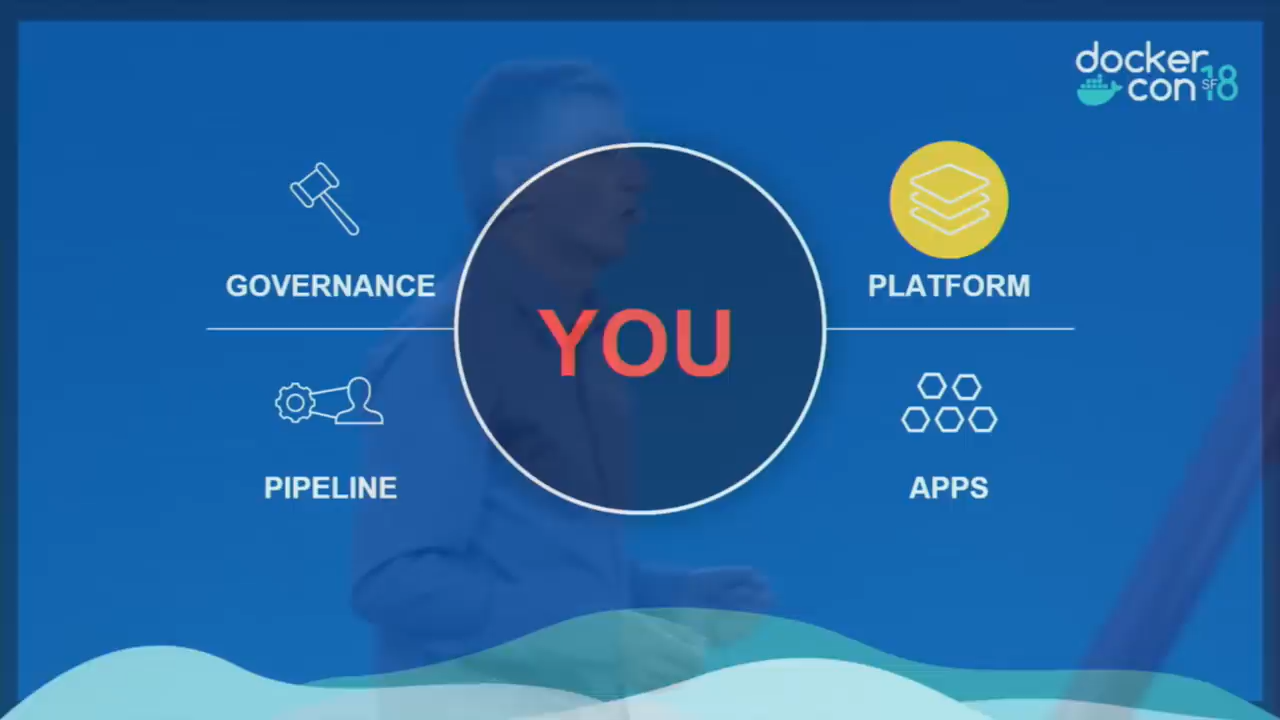 docker
con SF 18
GOVERNANCE
PLATFORM
YOU
PIPELINE
APPS